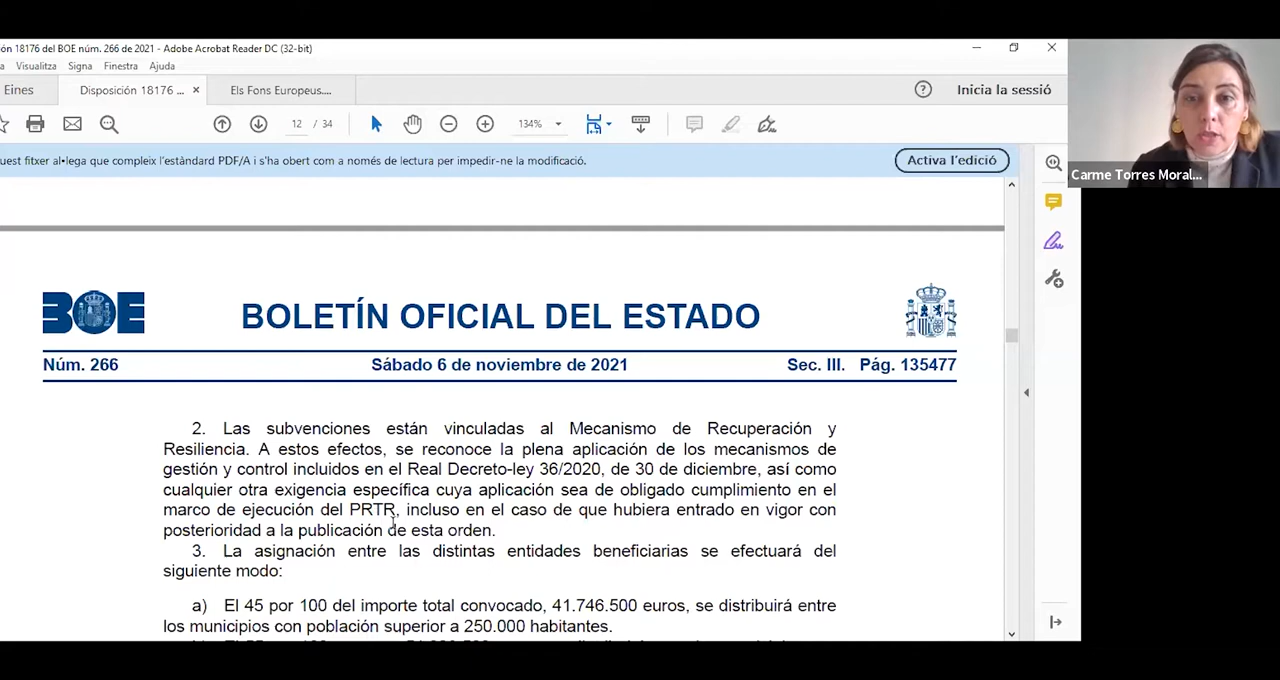 ón 18176 del BOE núm. 266 de 2021 - Adobe Acrobat Reader DC (32-bit)
a Visualitza Signa Finestra Ajuda
Eines Disposición 18176 ... × Els Fons Europeus.... Inicia la sessió
12 / 34 134%
uest fitxer al•lega que compleix l'estàndard PDF/A i s'ha obert com a només de lectura per impedir-ne la modificació. Activa l'edició
Carme Torres Moral...
BOE BOLETÍN OFICIAL DEL ESTADO
Núm. 266 Sábado 6 de noviembre de 2021 Sec. III. Pág. 135477
2. Las subvenciones están vinculadas al Mecanismo de Recuperación y
Resiliencia. A estos efectos, se reconoce la plena aplicación de los mecanismos de
gestión y control incluidos en el Real Decreto-ley 36/2020, de 30 de diciembre, así como
cualquier otra exigencia específica cuya aplicación sea de obligado cumplimiento en el
marco de ejecución del PRTR, incluso en el caso de que hubiera entrado en vigor con
posterioridad a la publicación de esta orden.
3. La asignación entre las distintas entidades beneficiarias se efectuará del
siguiente modo:
a) El 45 por 100 del importe total convocado, 41.746.500 euros, se distribuirá entre
los municipios con población superior a 250.000 habitantes.